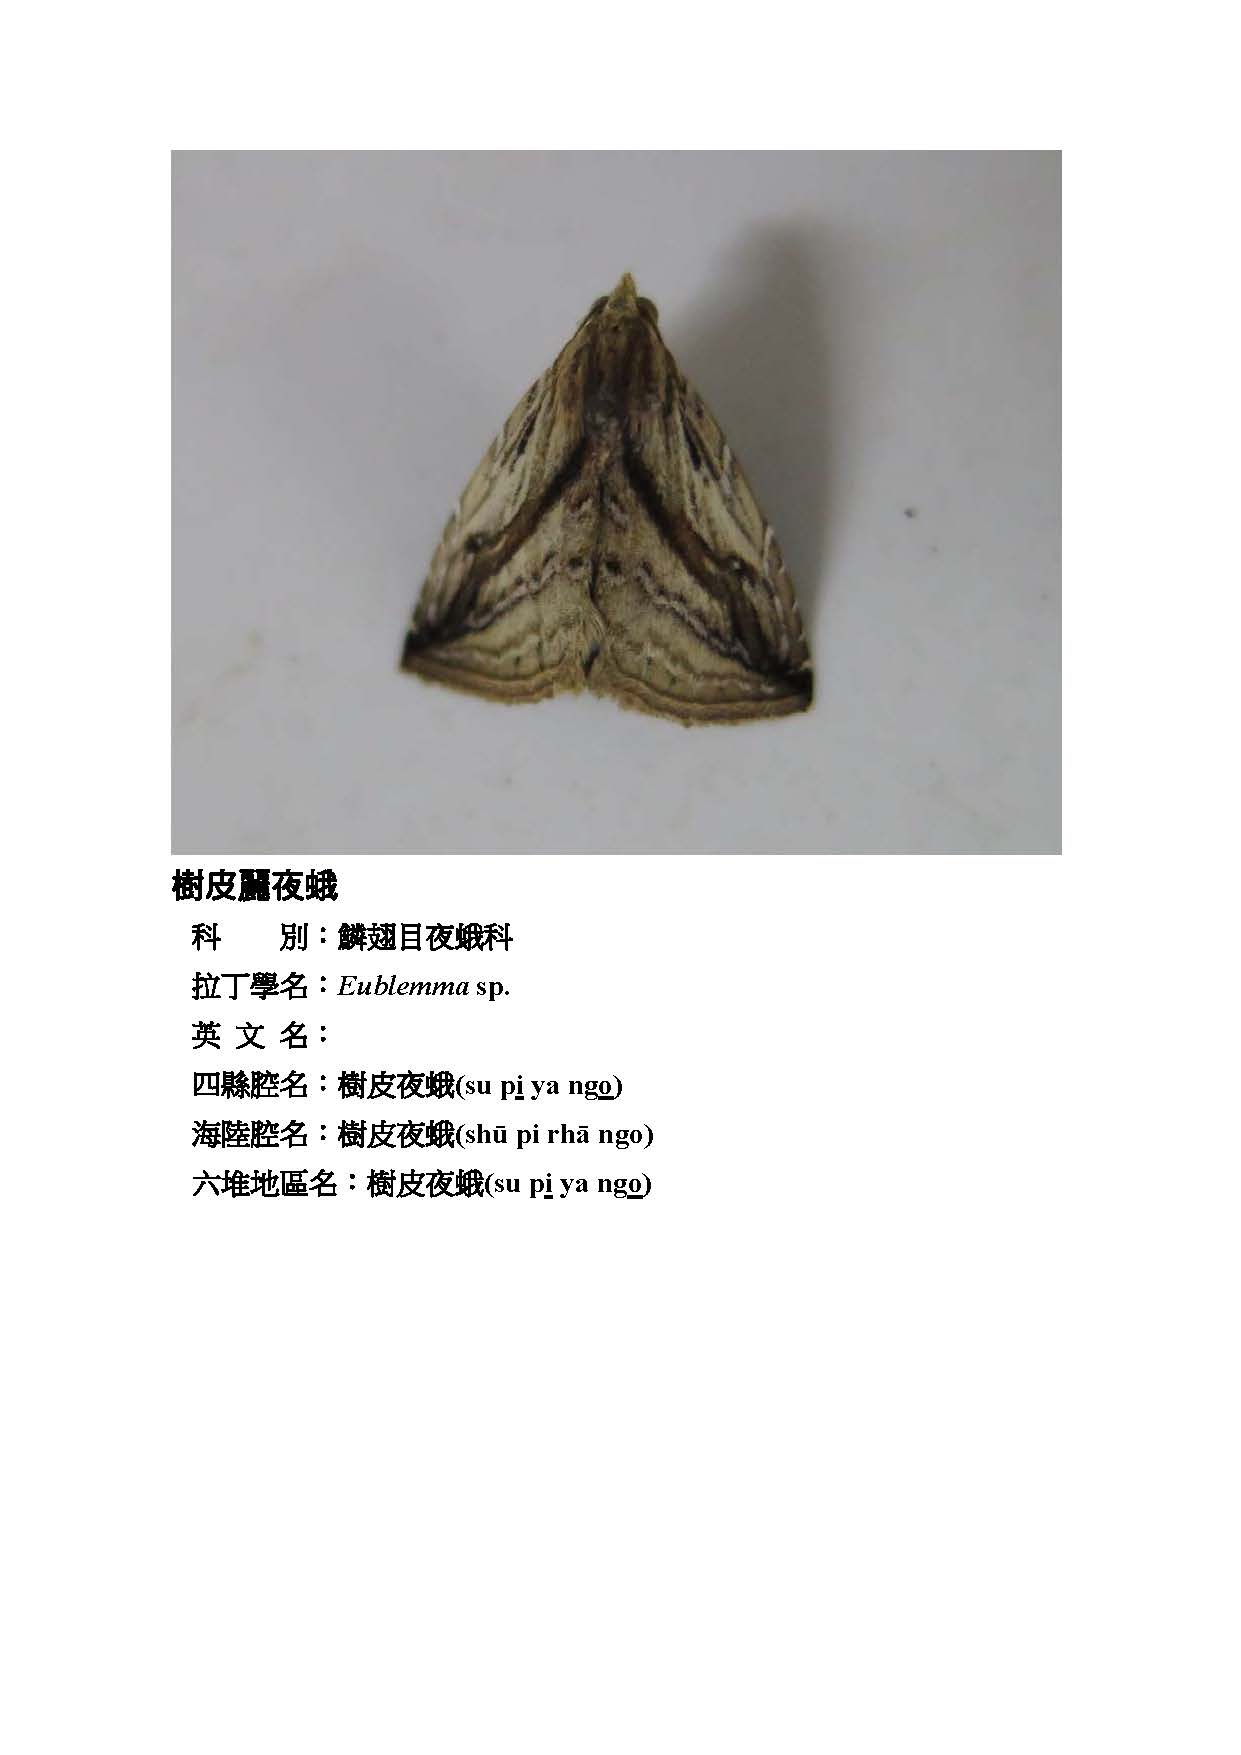 樹皮麗夜蛾
科　　別：鱗翅目夜蛾科
拉丁學名：Eublemma sp.
英 文 名：
四縣腔名：樹皮夜蛾(su pi ya ngo)
海陸腔名：樹皮夜蛾(shū pi rhā ngo)
六堆地區名：樹皮夜蛾(su pi ya ngo)